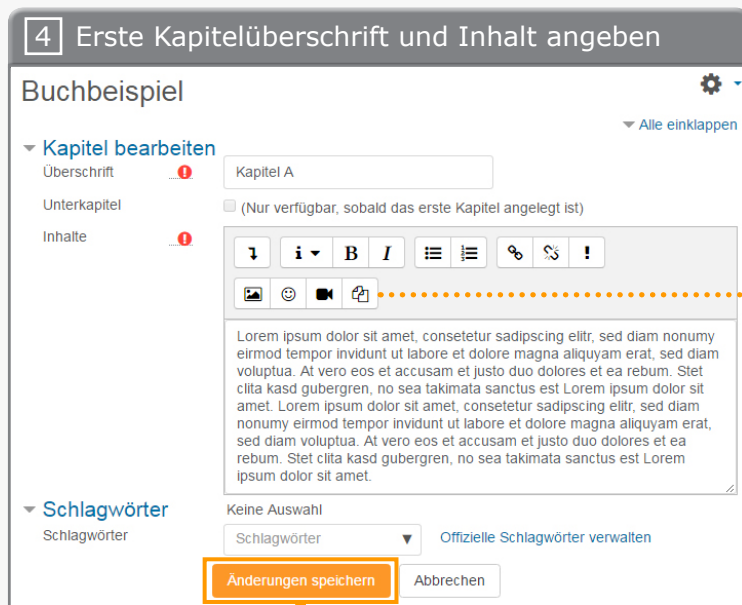 4 Erste Kapitelüberschrift und Inhalt angeben
Buchbeispiel
Alle einklappen
Kapitel bearbeiten
Überschrift
Kapitel A
Unterkapitel
(Nur verfügbar, sobald das erste Kapitel angelegt ist)
Inhalte
i B I
Lorem ipsum dolor sit amet, consetetur sadipscing elitr, sed diam nonumy
eirmod tempor invidunt ut labore et dolore magna aliquyam erat, sed diam
voluptua. At vero eos et accusam et justo duo dolores et ea rebum. Stet
clita kasd gubergren, no sea takimata sanctus est Lorem ipsum dolor sit
amet. Lorem ipsum dolor sit amet, consetetur sadipscing elitr, sed diam
nonumy eirmod tempor invidunt ut labore et dolore magna aliquyam erat,
sed diam voluptua. At vero eos et accusam et justo duo dolores et ea
rebum. Stet clita kasd gubergren, no sea takimata sanctus est Lorem
ipsum dolor sit amet.
Schlagwörter
Keine Auswahl
Schlagwörter
Schlagwörter
Offizielle Schlagwörter verwalten
Änderungen speichern
Abbrechen